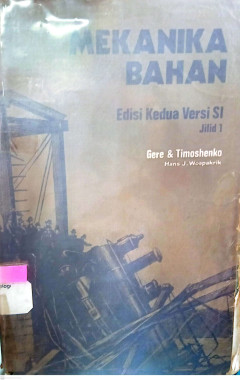 MEKANIKA
BAHAN
Edisi Kedua Versi SI
Jilid 1
Gere & Timoshenko
Hans J. Wospakrik